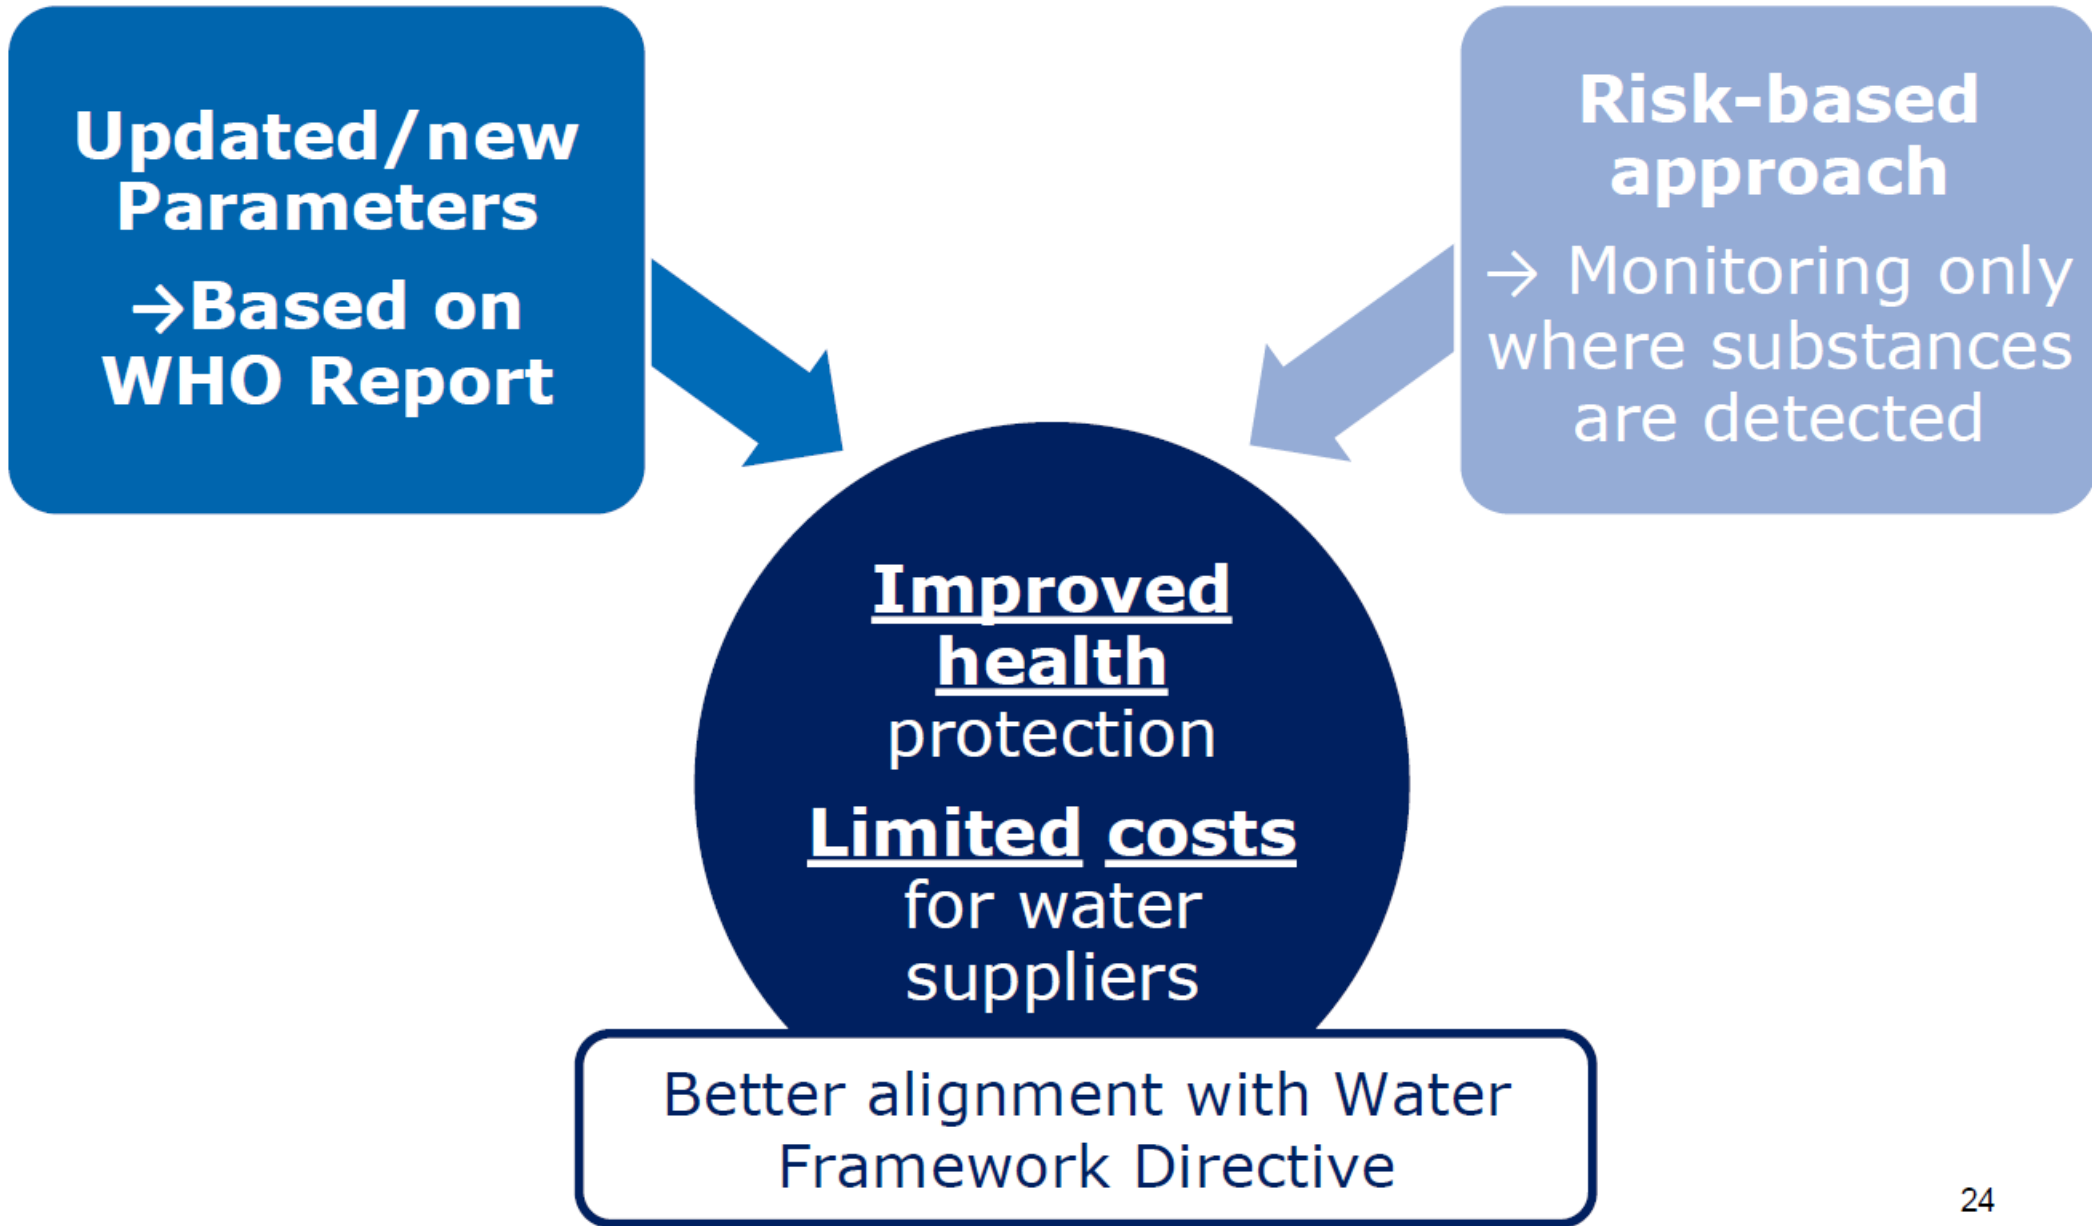 Updated/new
Parameters
→Based on
WHO Report
Risk-based
approach
→ Monitoring only
where substances
are detected
Improved
health
protection
Limited costs
for water
suppliers
Better alignment with Water
Framework Directive
24